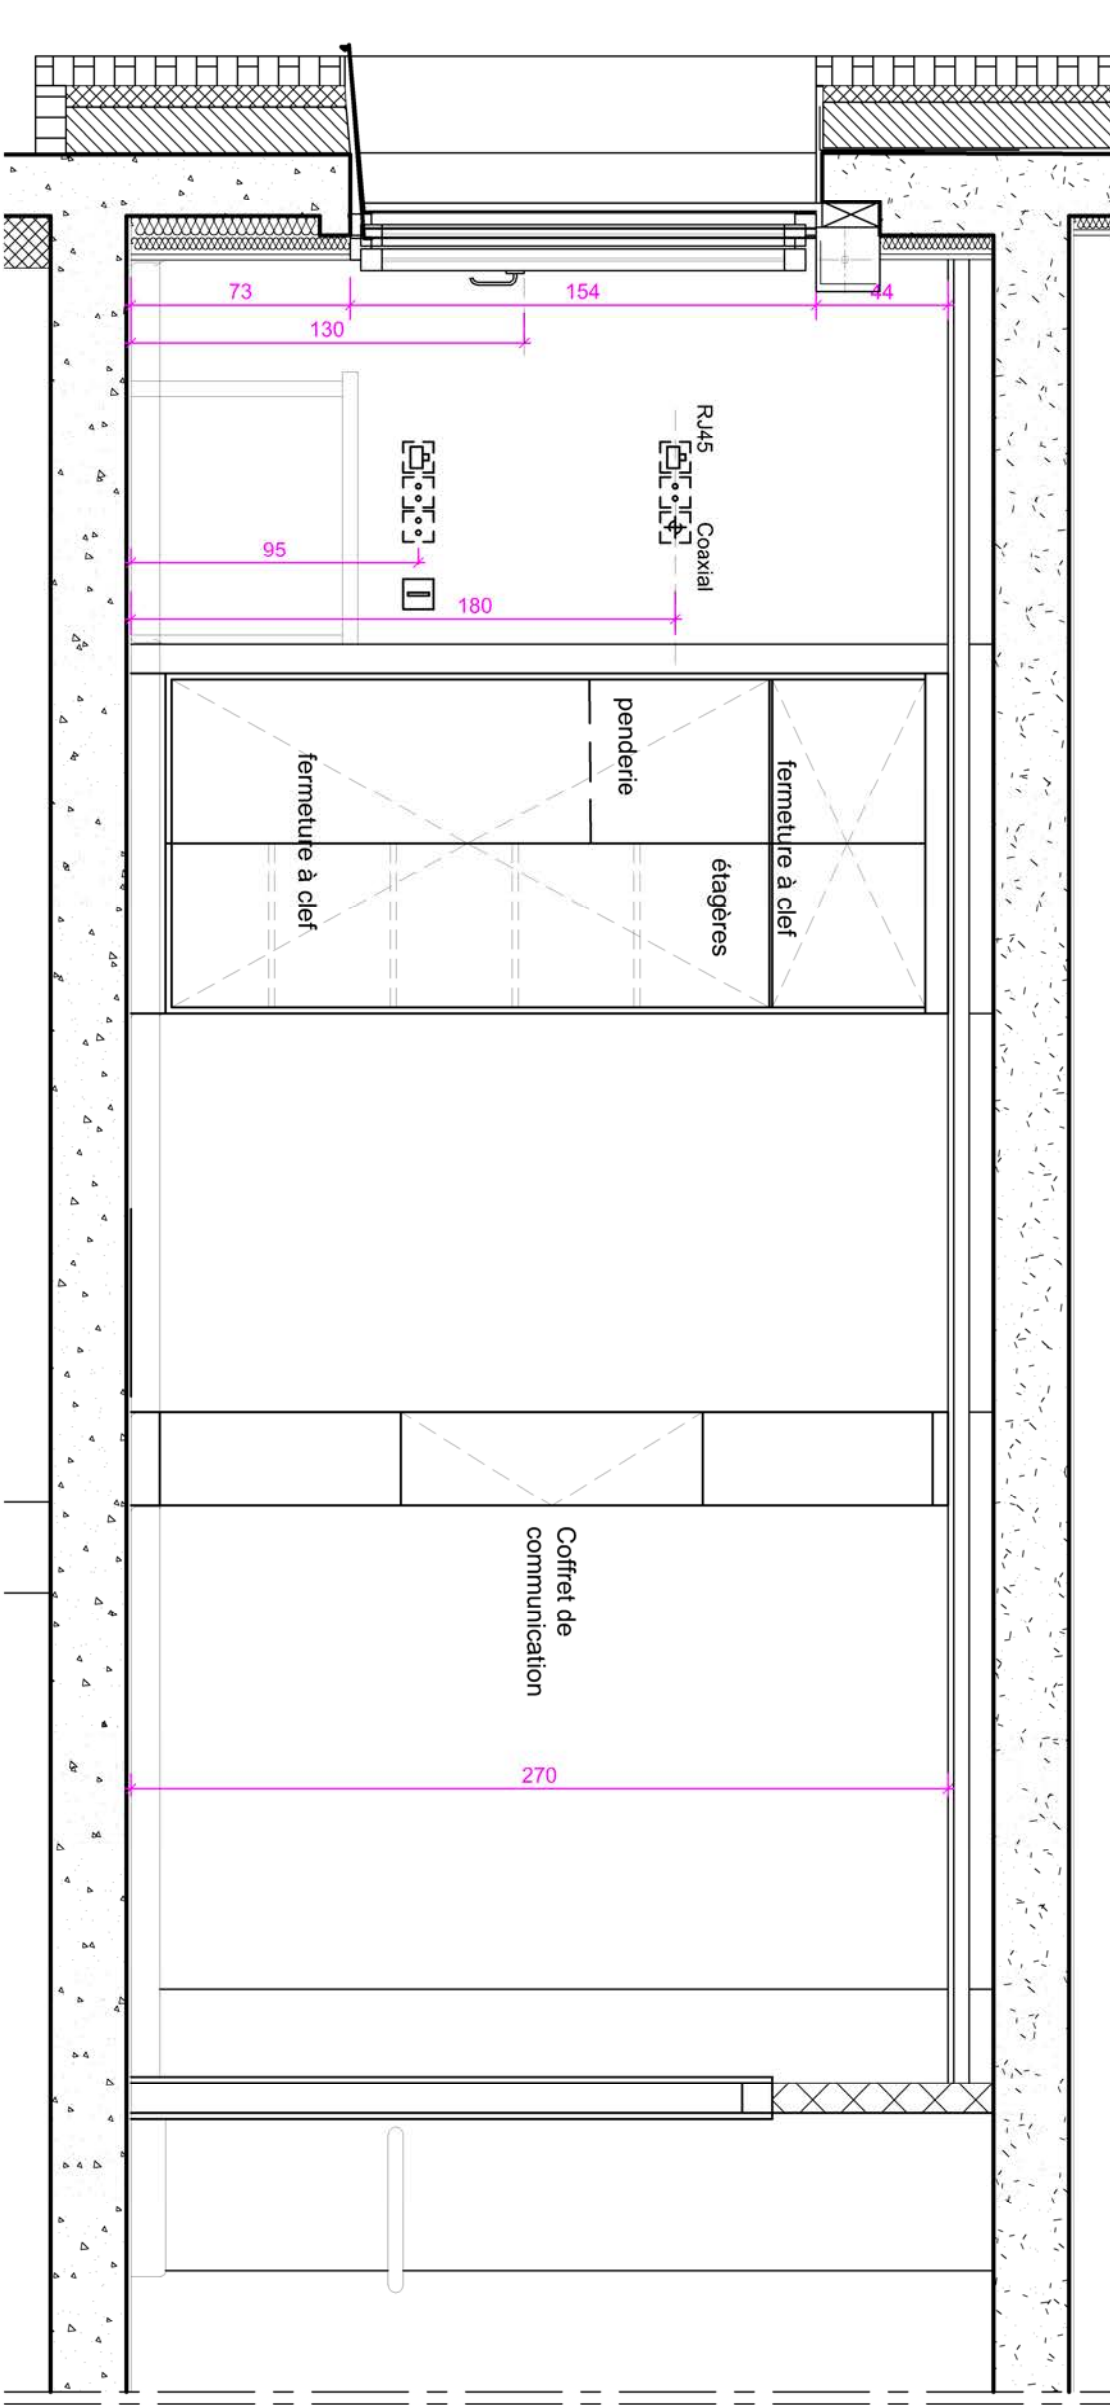 73
154
44
130
RJ45
Coaxial
95
180
penderie
fermeture à clef
fermeture à clef
étagères
Coffret de
communication
270